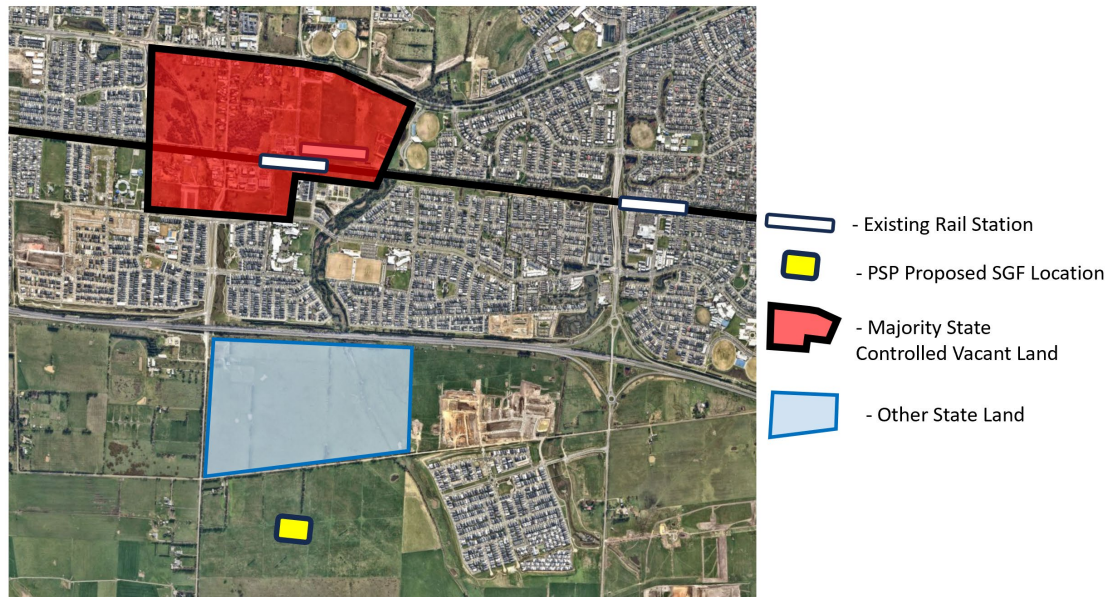 - Existing Rail Station
- PSP Proposed SGF Location
- Majority State
Controlled Vacant Land
- Other State Land